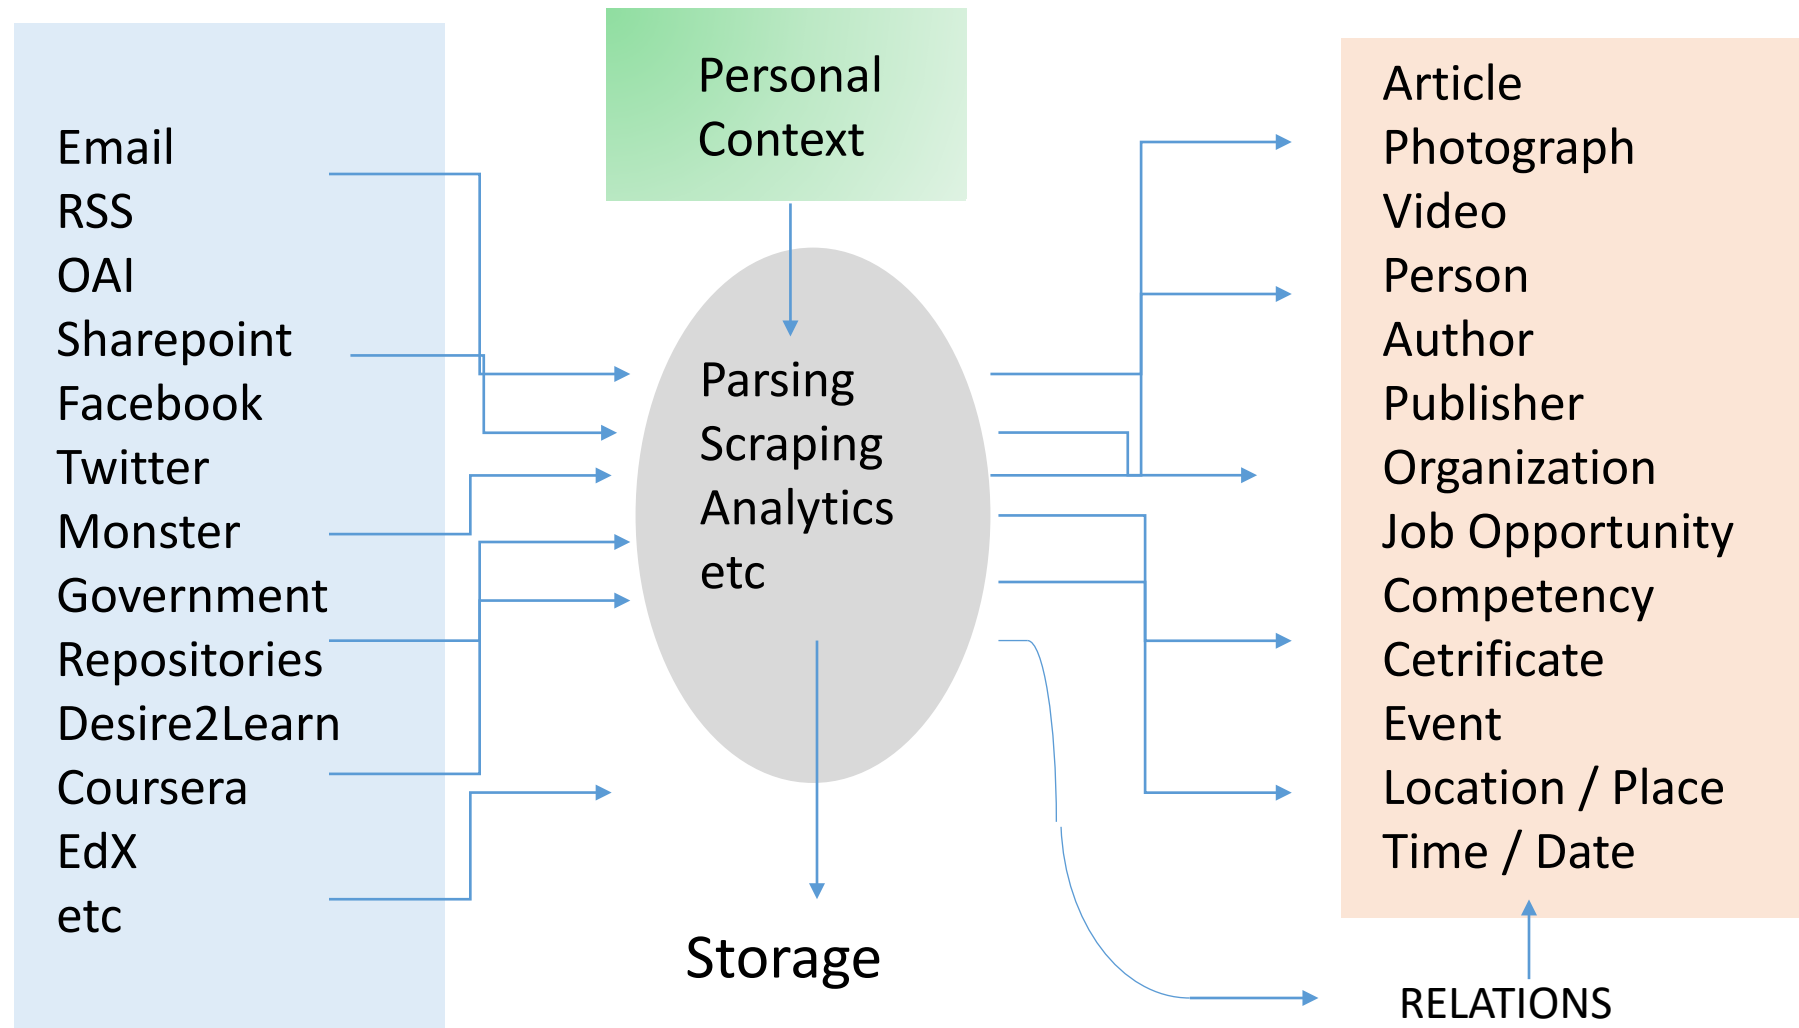 Email
RSS
OAI
Sharepoint
Facebook
Twitter
Monster
Government
Repositories
Desire2Learn
Coursera
EdX
etc
Personal
Context
Parsing
Scraping
Analytics
etc
Storage
Article
Photograph
Video
Person
Author
Publisher
Organization
Job Opportunity
Competency
Cetrificate
Event
Location / Place
Time / Date
RELATIONS